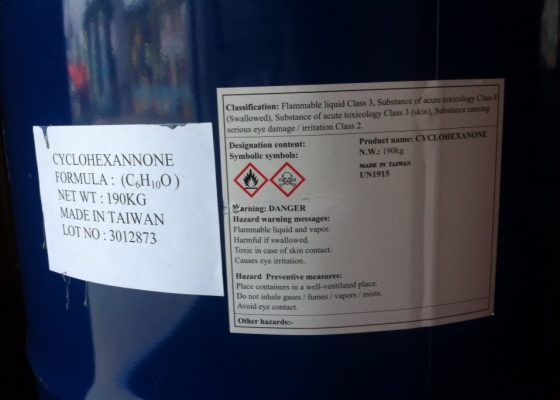 CYCLOHEXANNONE
FORMULA : (C₆H₁₀O)
NET WT : 190KG
MADE IN TAIWAN
LOT NO : 3012873
Classification: Flammable liquid Class 3, Substance of acute toxicology Class 4
(Swallowed), Substance of acute toxicology Class 3 (skin), Substance causing
serious eye damage / irritation Class 2.
Designation content:
Symbolic symbols:
Product name: CYCLOHEXANONE
N.W.: 190kg
MADE IN TAIWAN
UN1915
Warning: DANGER
Hazard warning messages:
Flammable liquid and vapor.
Harmful if swallowed.
Toxic in case of skin contact.
Causes eye irritation.
Hazard Preventive measures:
Place containers in a well-ventilated place.
Do not inhale gases / fumes / vapors / mists.
Avoid eye contact.
Other hazards:-